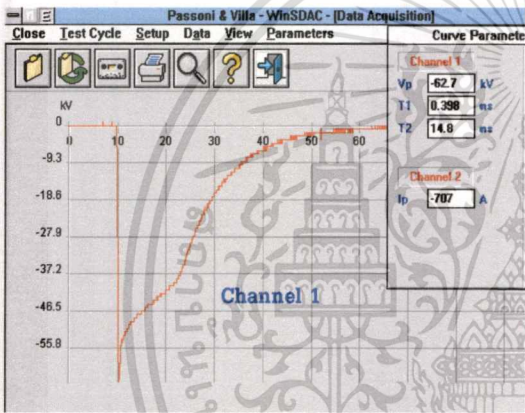 Passoni & Villa - WinSDAC - [Data Acquisition]
Close Test Cycle Setup Data View Parameters
Curve Paramete
Channel 1
Vp -62.7 kV
T1 0.398
T2 14.8
Channel 2
Ip -707 A
kV
0
0 10 20 30 40 50 60
-9.3
-18.6
-27.9
-37.2
-46.5
-55.8
Channel 1